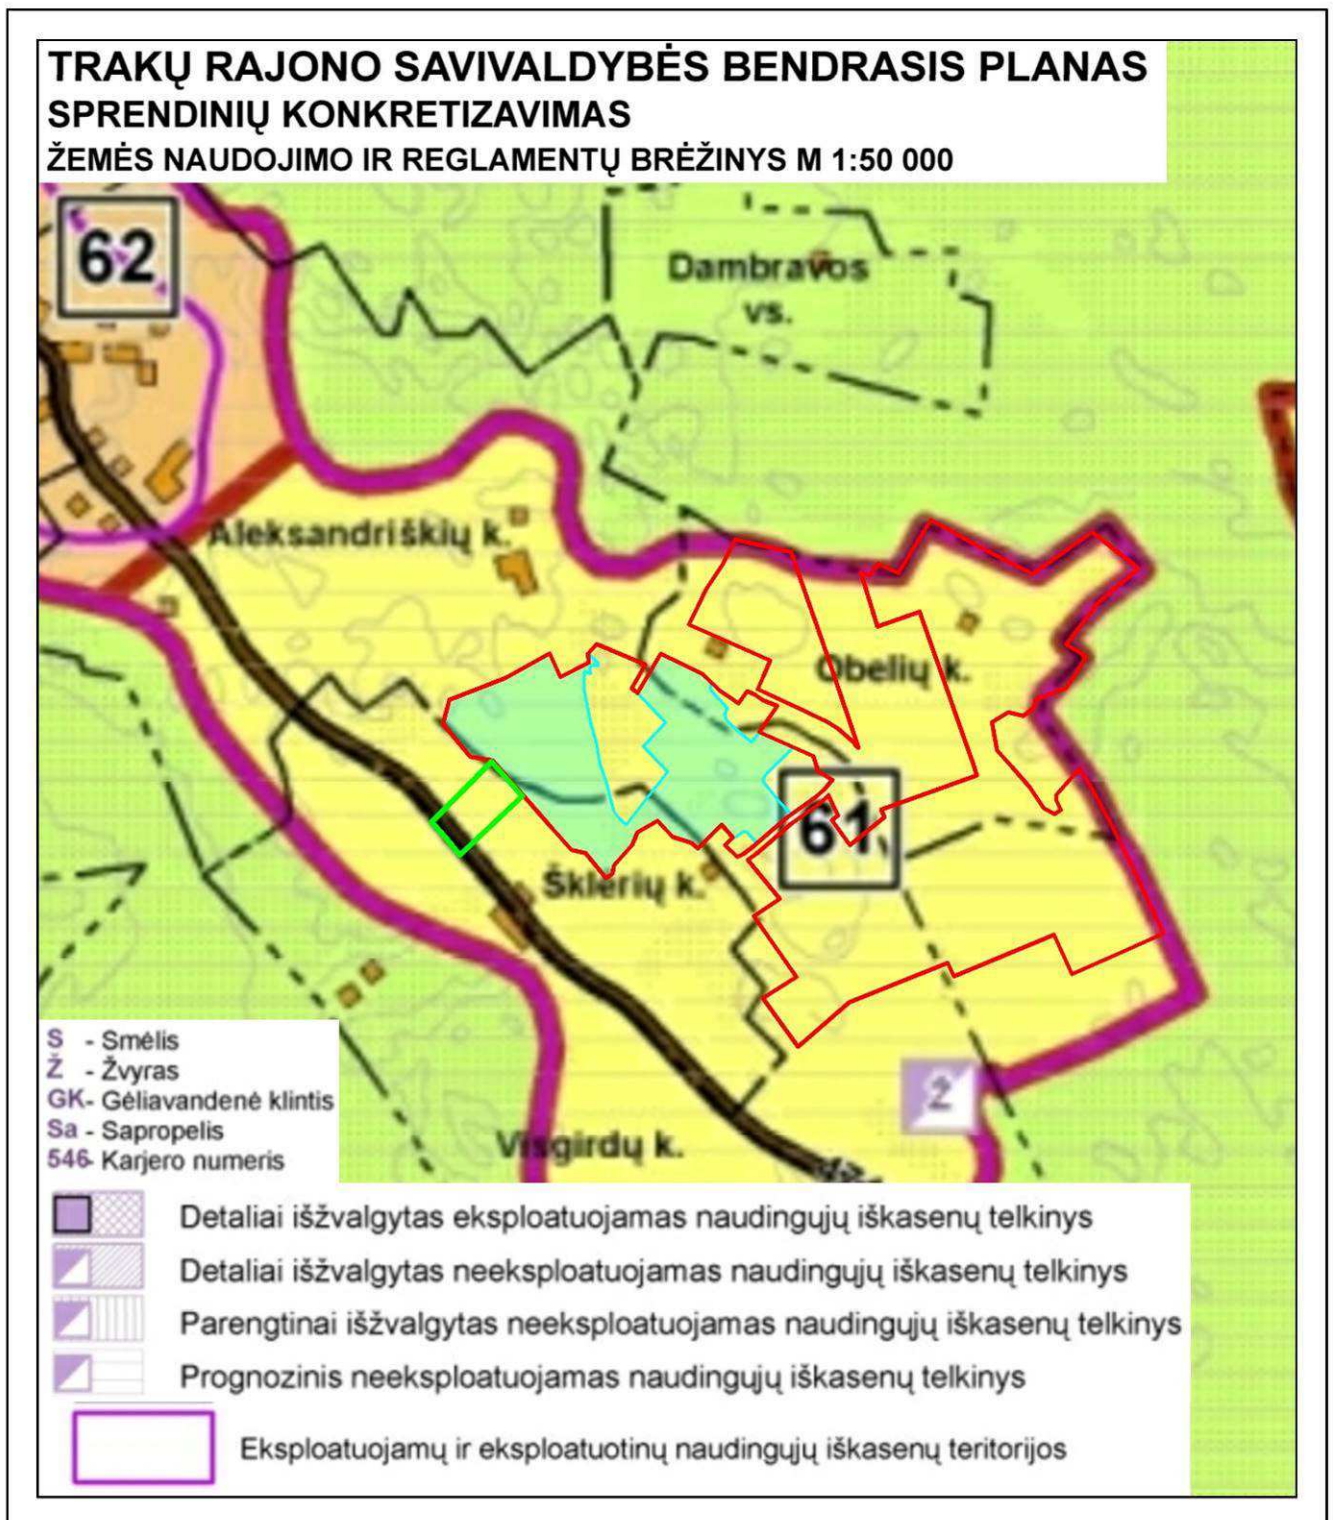 TRAKŲ RAJONO SAVIVALDYBĖS BENDRASIS PLANAS
SPRENDINIŲ KONKRETIZAVIMAS
ŽEMĖS NAUDOJIMO IR REGLAMENTŲ BRĖŽINYS M 1:50 000
62
Dambravos
vs.
Aleksandriškių k.
Obelių k.
61
Šklėrių k.
Ž
Visgirdų k.
S - Smėlis
Ž - Žvyras
GK- Gėliavandenė klintis
Sa - Sapropelis
546- Karjero numeris
Detaliai išžvalgytas eksploatuojamas naudingųjų iškasenų telkinys
Detaliai išžvalgytas neeksploatuojamas naudingųjų iškasenų telkinys
Parengtinai išžvalgytas neeksploatuojamas naudingųjų iškasenų telkinys
Prognozinis neeksploatuojamas naudingųjų iškasenų telkinys
Eksploatuojamų ir eksploatuotinų naudingųjų iškasenų teritorijos